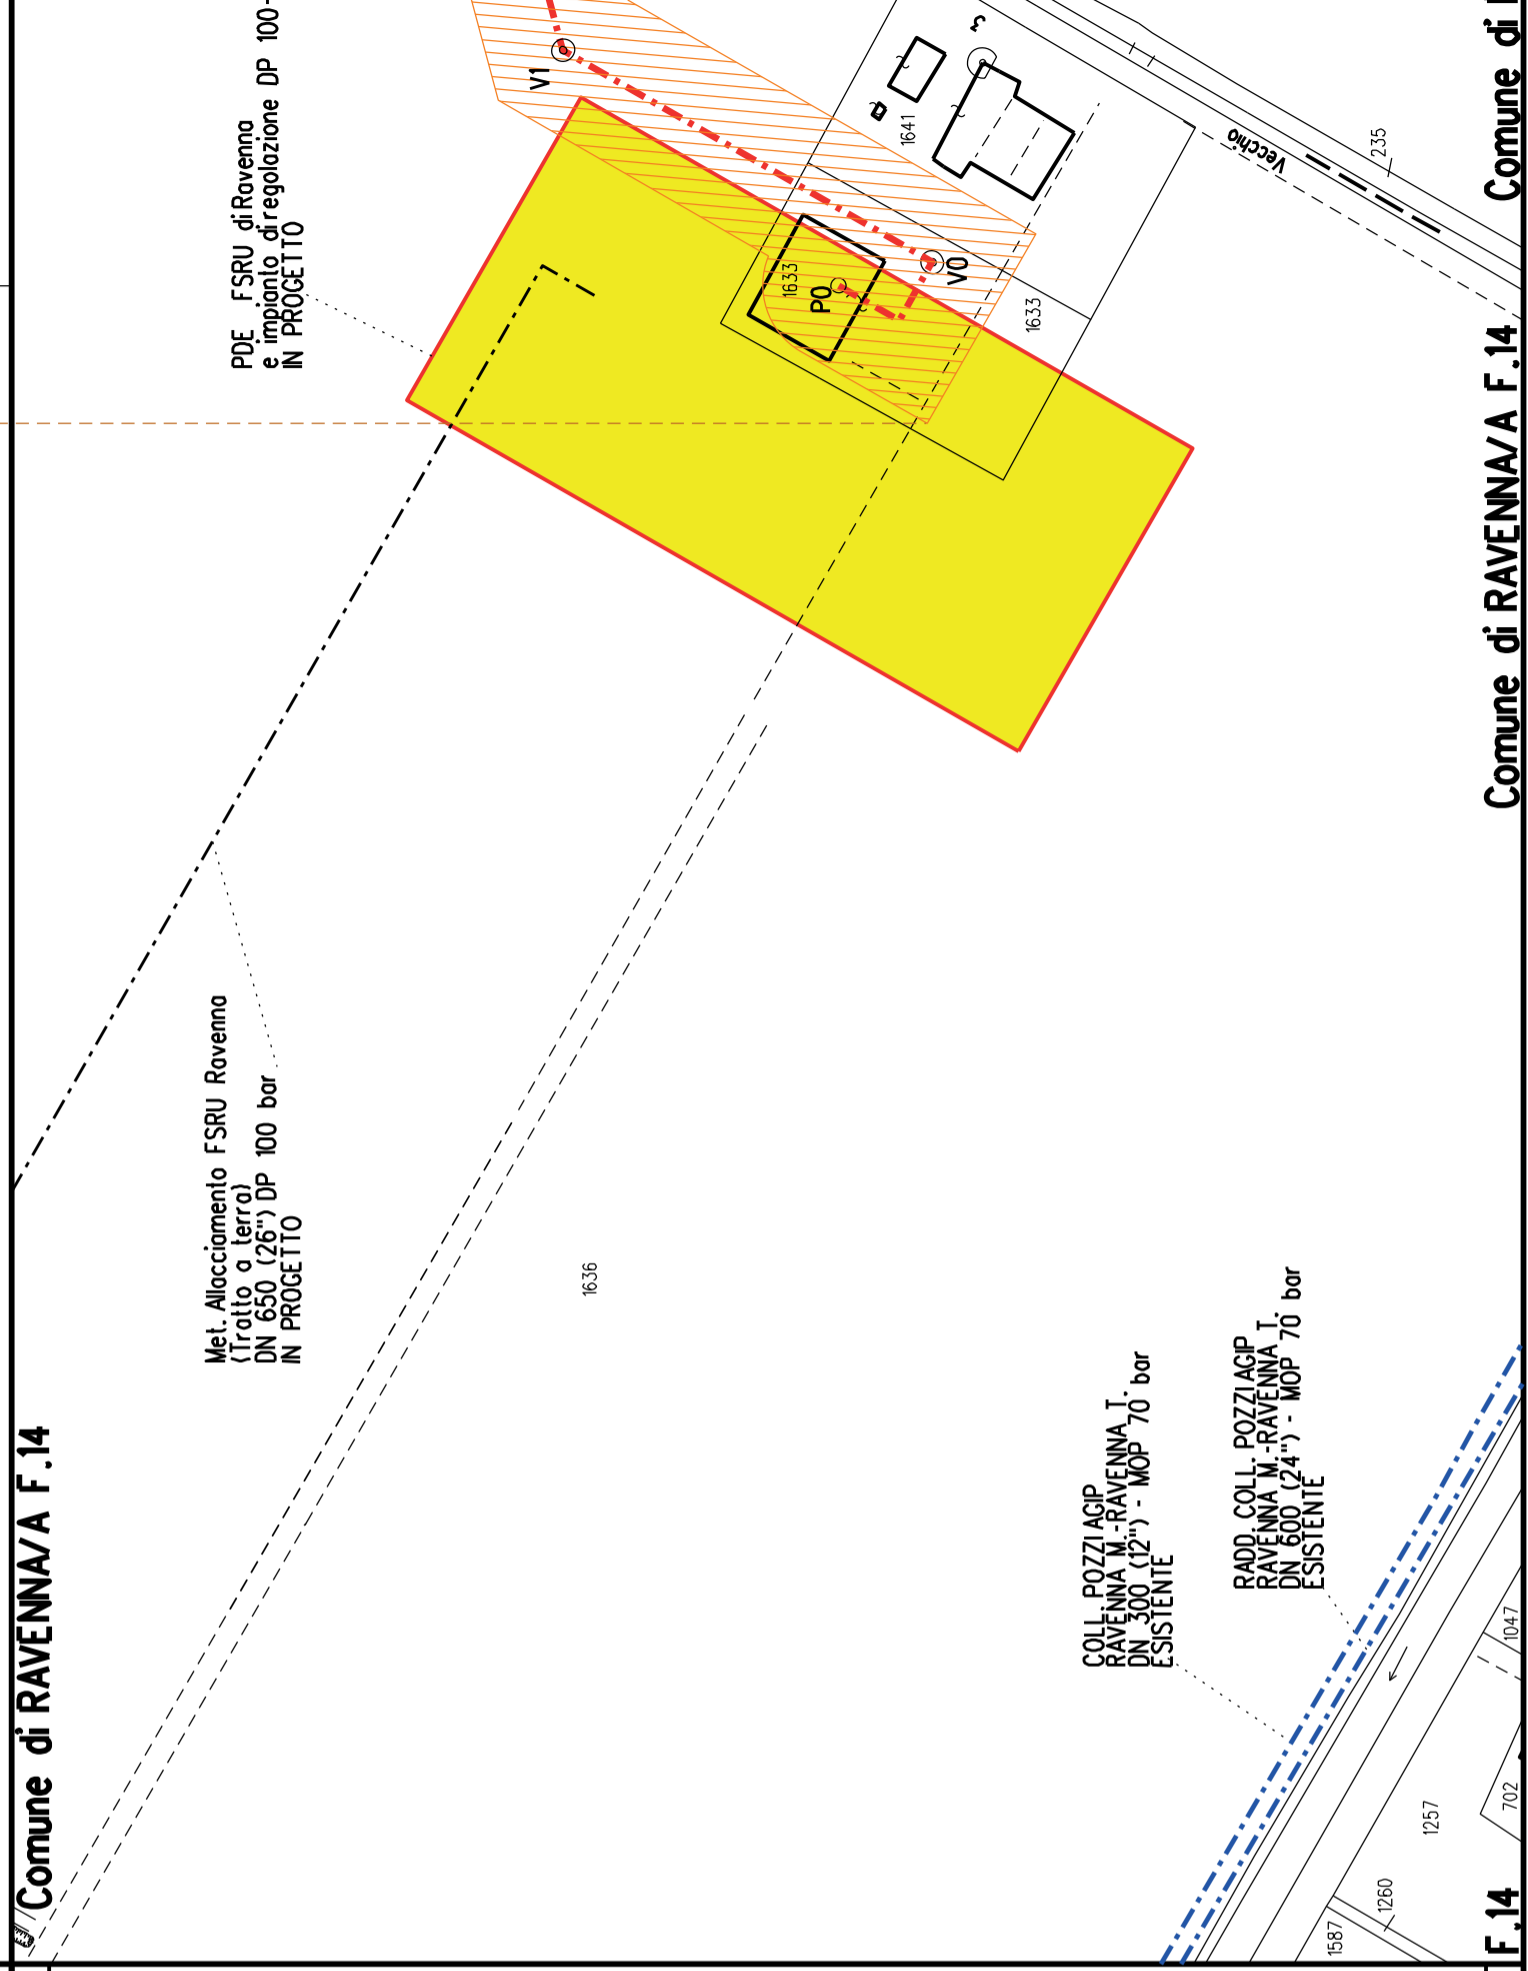 Comune di RAVENNA/A F.14
Met. Allacciamento FSRU Ravenna
(Tratto a terra)
DN 650 (26") DP 100 bar
IN PROGETTO
PDE FSRU di Ravenna
e impianto di regolazione DP 100-
IN PROGETTO
V1
P0
V0
1633
1633
1641
3
Vecchio
235
1636
COLL. POZZI AGIP
RAVENNA M.-RAVENNA T.
DN 300 (12") - MOP 70 bar
ESISTENTE
RADD. COLL. POZZI AGIP
RAVENNA M.-RAVENNA T.
DN 600 (24") - MOP 70 bar
ESISTENTE
1587
1260
1257
702
1047
F.14
Comune di RAVENNA/A F.14
Comune di